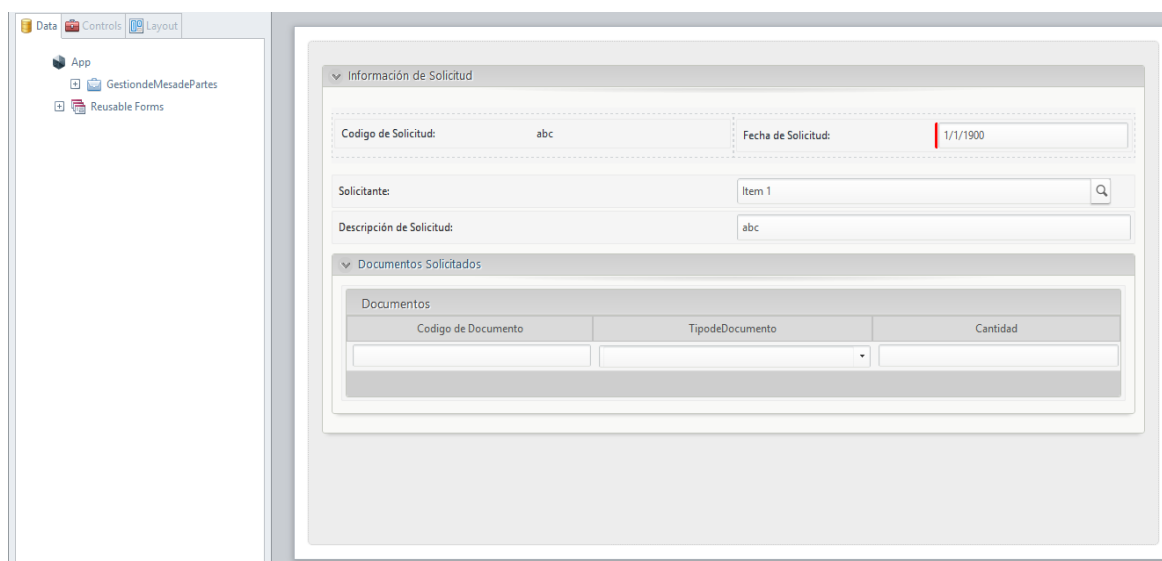 Data Controls Layout
App
GestiondeMesadePartes
Reusable Forms
Información de Solicitud
Codigo de Solicitud: abc Fecha de Solicitud: 1/1/1900
Solicitante: Item 1
Descripción de Solicitud: abc
Documentos Solicitados
Documentos
Codigo de Documento TipodeDocumento Cantidad